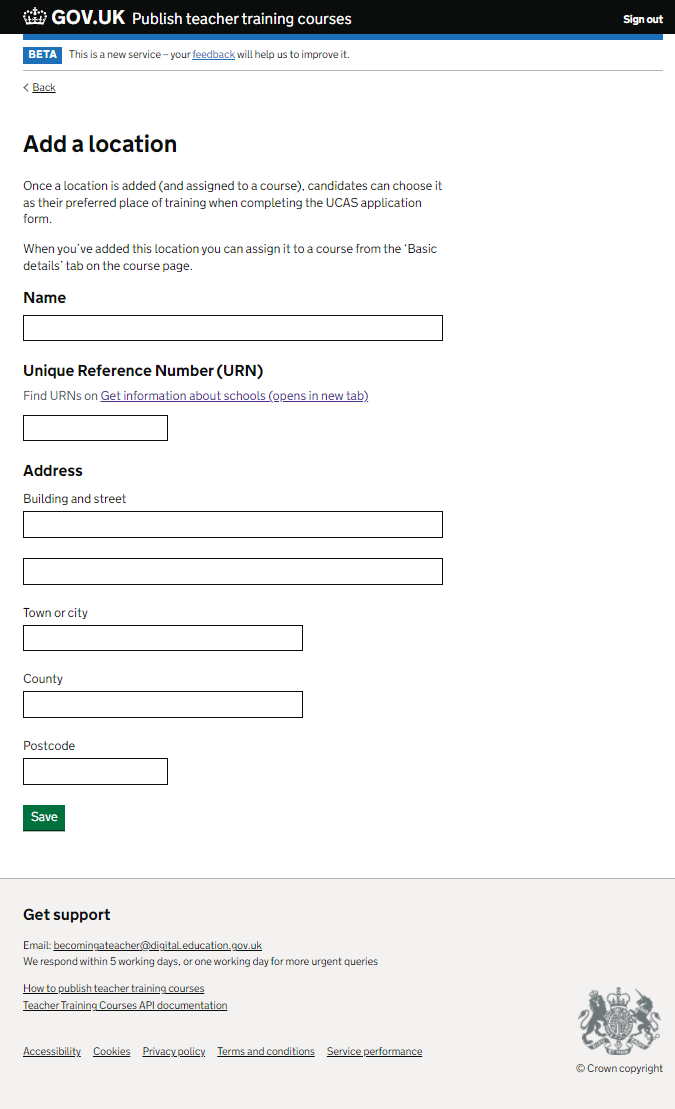 GOV.UK Publish teacher training courses
Sign out
BETA This is a new service – your feedback will help us to improve it.
Back
Add a location
Once a location is added (and assigned to a course), candidates can choose it
as their preferred place of training when completing the UCAS application
form.
When you've added this location you can assign it to a course from the ‘Basic
details’ tab on the course page.
Name
Unique Reference Number (URN)
Find URNs on Get information about schools (opens in new tab)
Address
Building and street
Town or city
County
Postcode
Save
Get support
Email: becomingateacher@digital.education.gov.uk
We respond within 5 working days, or one working day for more urgent queries
How to publish teacher training courses
Teacher Training Courses API documentation
Accessibility Cookies Privacy policy Terms and conditions Service performance
© Crown copyright